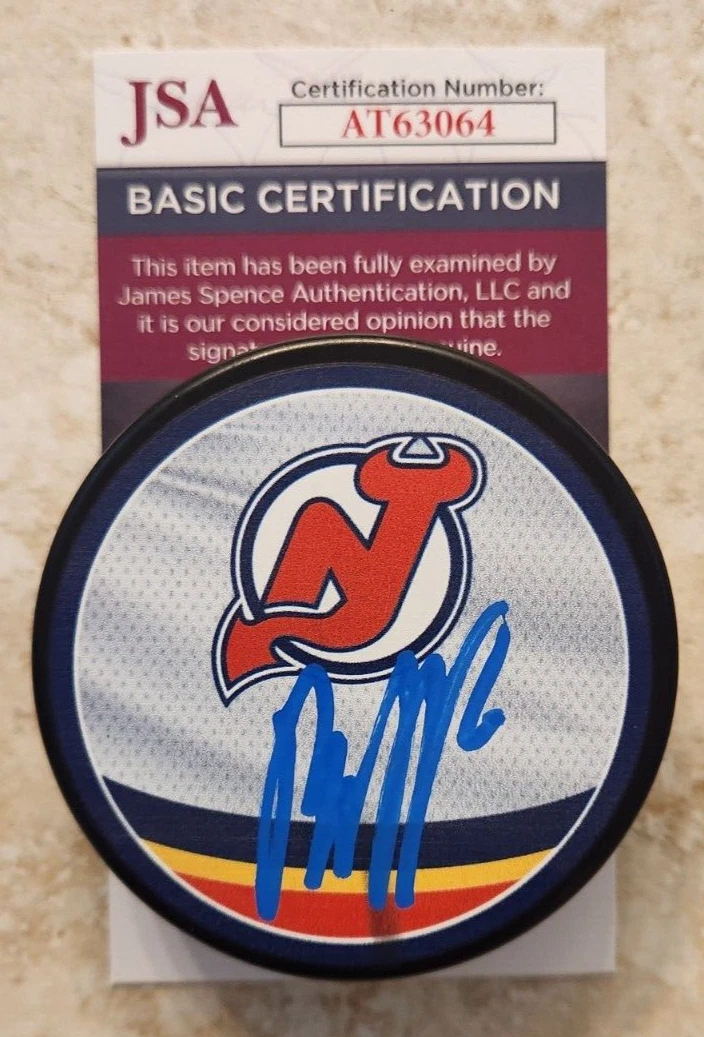 JSA
Certification Number:
AT63064
BASIC CERTIFICATION
This item has been fully examined by
James Spence Authentication, LLC and
it is our considered opinion that the